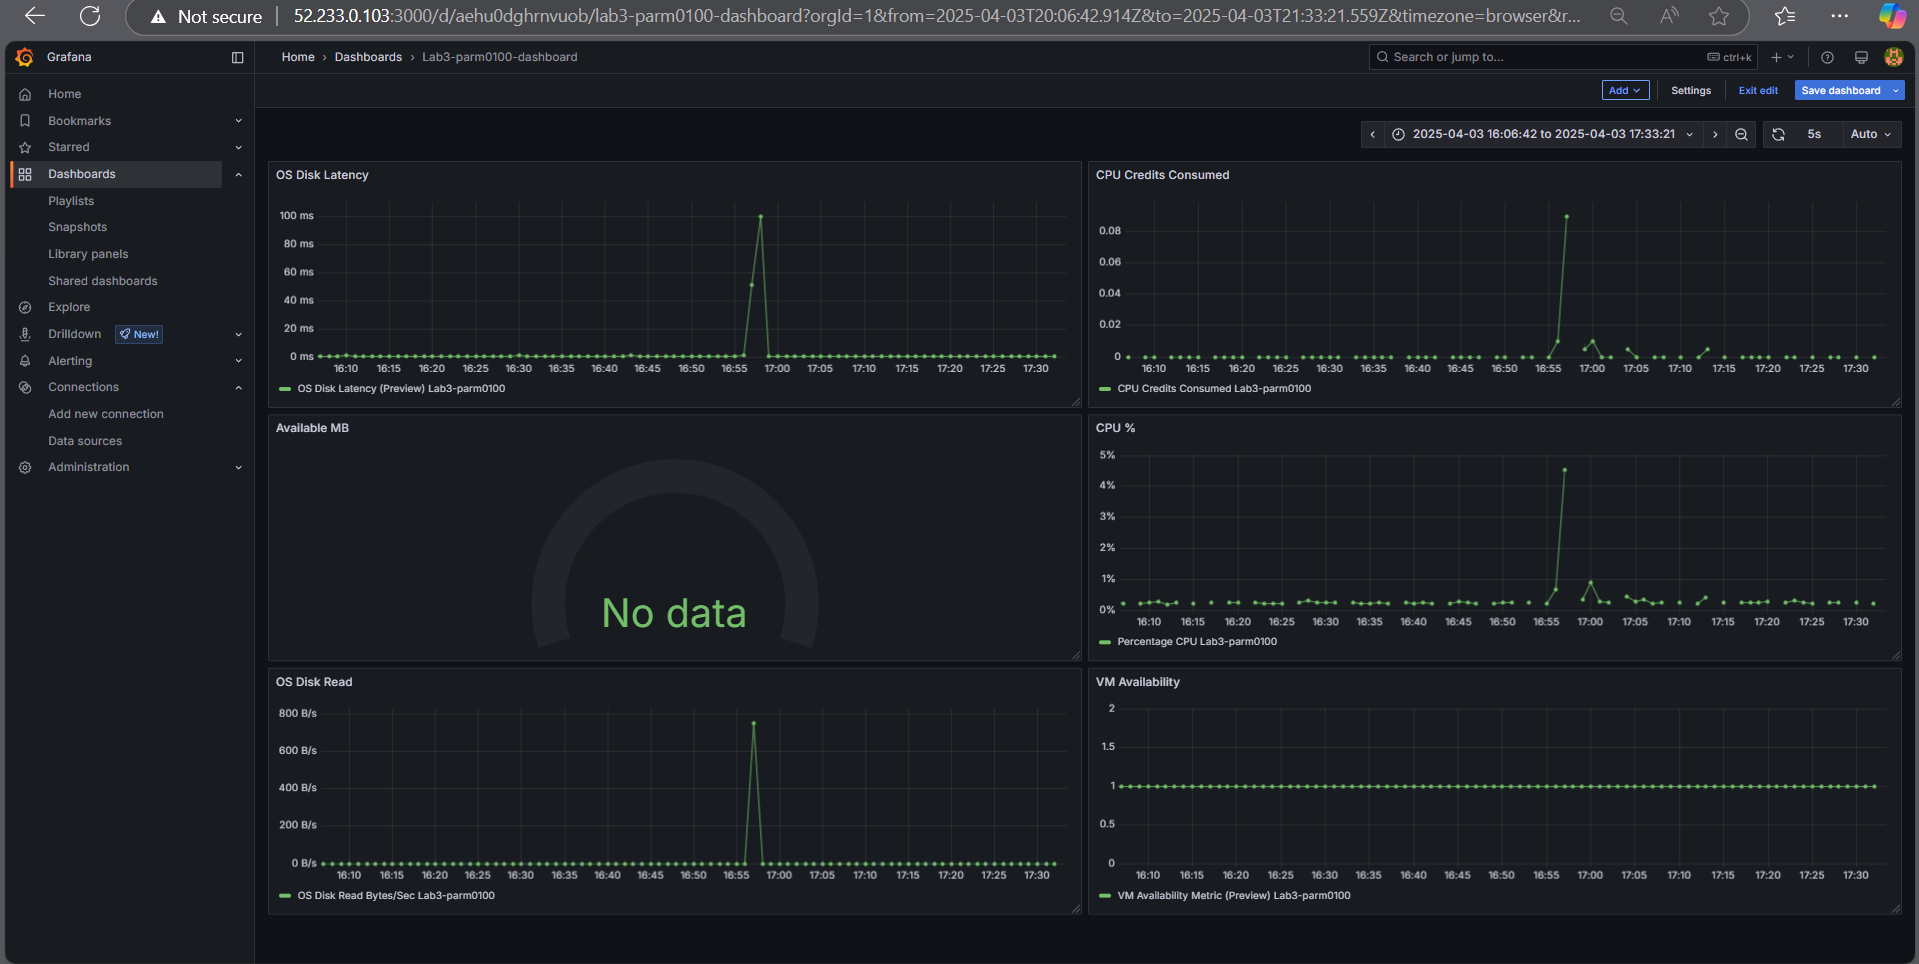 Not secure
52.233.0.103:3000/d/aehu0dghrnvuob/lab3-parm0100-dashboard?orgId=1&from=2025-04-03T20:06:42.914Z&to=2025-04-03T21:33:21.559Z&timezone=browser&r...
Grafana
Home › Dashboards › Lab3-parm0100-dashboard
Search or jump to...
ctrl+k
Add
Settings
Exit edit
Save dashboard
Home
Bookmarks
Starred
Dashboards
Playlists
Snapshots
Library panels
Shared dashboards
Explore
Drilldown
New!
Alerting
Connections
Add new connection
Data sources
Administration
2025-04-03 16:06:42 to 2025-04-03 17:33:21
5s
Auto
OS Disk Latency
100 ms
80 ms
60 ms
40 ms
20 ms
0 ms
16:10 16:15 16:20 16:25 16:30 16:35 16:40 16:45 16:50 16:55 17:00 17:05 17:10 17:15 17:20 17:25 17:30
OS Disk Latency (Preview) Lab3-parm0100
CPU Credits Consumed
0.08
0.06
0.04
0.02
0
16:10 16:15 16:20 16:25 16:30 16:35 16:40 16:45 16:50 16:55 17:00 17:05 17:10 17:15 17:20 17:25 17:30
CPU Credits Consumed Lab3-parm0100
Available MB
No data
CPU %
5%
4%
3%
2%
1%
0%
16:10 16:15 16:20 16:25 16:30 16:35 16:40 16:45 16:50 16:55 17:00 17:05 17:10 17:15 17:20 17:25 17:30
Percentage CPU Lab3-parm0100
OS Disk Read
800 B/s
600 B/s
400 B/s
200 B/s
0 B/s
16:10 16:15 16:20 16:25 16:30 16:35 16:40 16:45 16:50 16:55 17:00 17:05 17:10 17:15 17:20 17:25 17:30
OS Disk Read Bytes/Sec Lab3-parm0100
VM Availability
2
1.5
1
0.5
0
16:10 16:15 16:20 16:25 16:30 16:35 16:40 16:45 16:50 16:55 17:00 17:05 17:10 17:15 17:20 17:25 17:30
VM Availability Metric (Preview) Lab3-parm0100